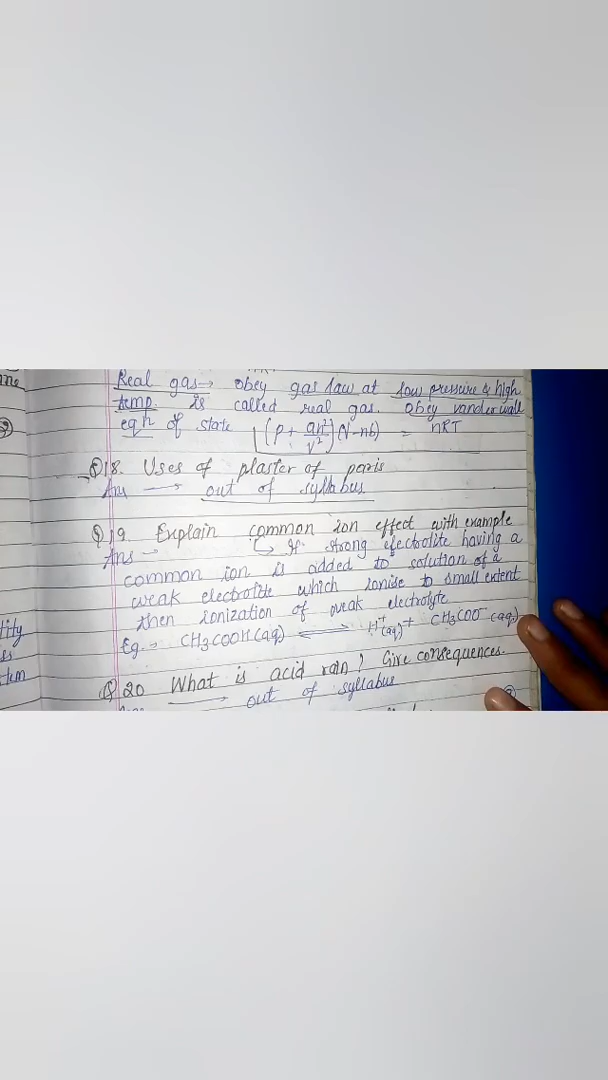 Real gas → obey gas law at low pressure & high
temp. is called real gas. obey vander wall
eqn of state (P + an²/V²) (V-nb) = nRT
Q18. Uses of plaster of paris
Ans → out of syllabus
Q19. Explain common ion effect with example
Ans → If strong electrolite having a
common ion is added to solution of a
weak electrolite which ionise to small extent
then ionization of weak electrolyte
Eg. → CH3COOH(aq) ⇌ H⁺(aq) + CH3COO⁻(aq)
Q.20 What is acid rain? Give consequences.
→ out of syllabus